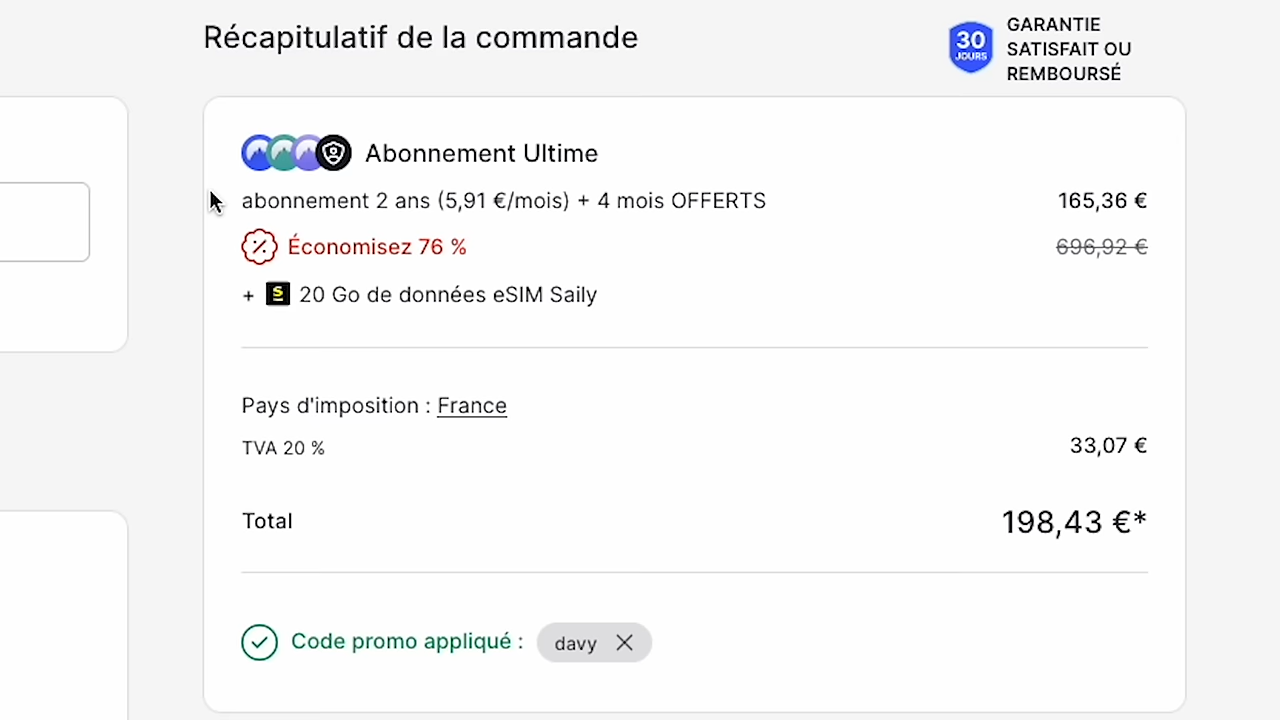 Récapitulatif de la commande
30
JOURS
GARANTIE
SATISFAIT OU
REMBOURSÉ
Abonnement Ultime
abonnement 2 ans (5,91 €/mois) + 4 mois OFFERTS 165,36 €
Économisez 76 % 696,92 €
+ S 20 Go de données eSIM Saily
Pays d'imposition : France
TVA 20 % 33,07 €
Total 198,43 €*
Code promo appliqué : davy